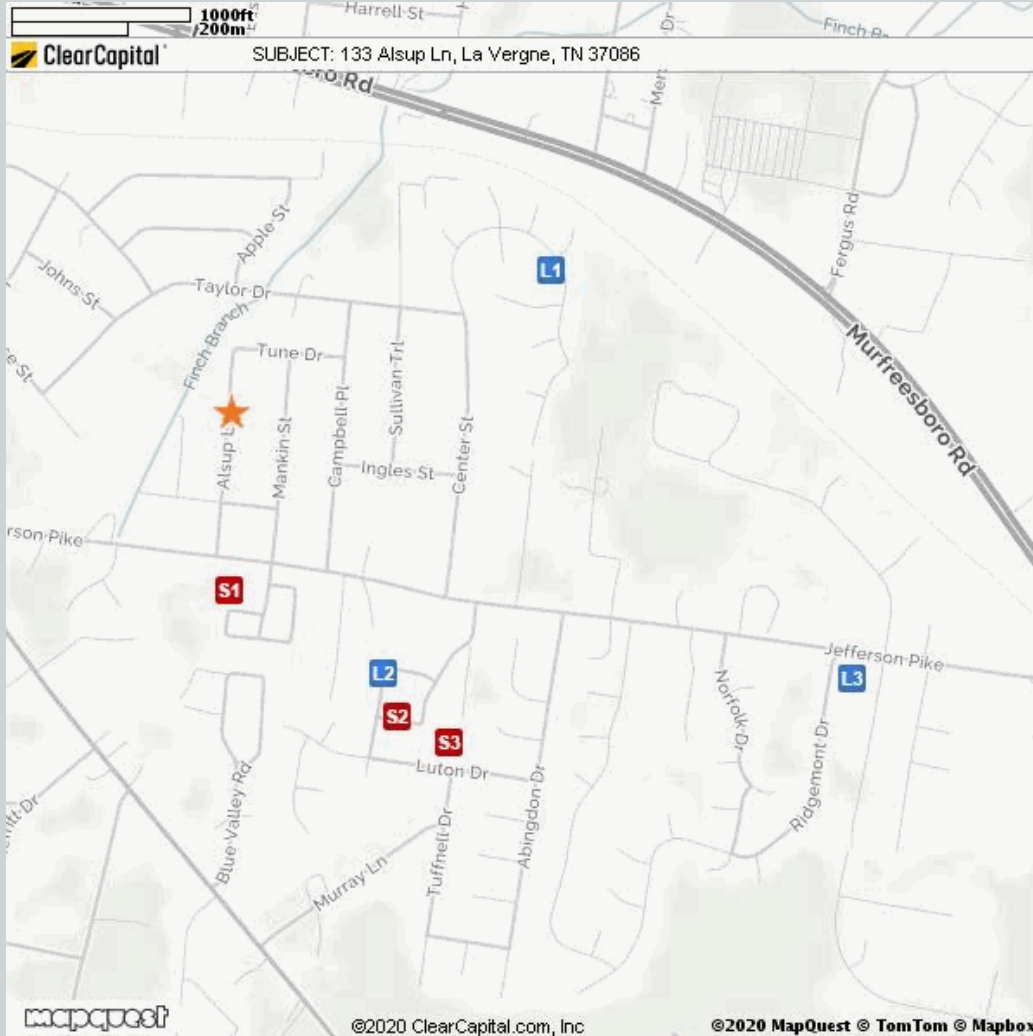 1000ft
200m
Harrell St
ClearCapital
SUBJECT: 133 Alsup Ln, La Vergne, TN 37086
Rd
Fergus Rd
Apple St
Johns St
L1
Taylor Dr
Finch Branch
Tune Dr
Murfreesboro Rd
Sullivan Trl
Campbell Pl
Mankin St
Center St
Ingles St
Alsup L
rson Pike
S1
Jefferson Pike
L2
L3
S2
Norfolk Dr
S3
Luton Dr
Ridgemont Dr
Blue Valley Rd
Abingdon Dr
Tuffnell Dr
Murray Ln
mapquest
©2020 ClearCapital.com, Inc
©2020 MapQuest © TomTom © Mapbo